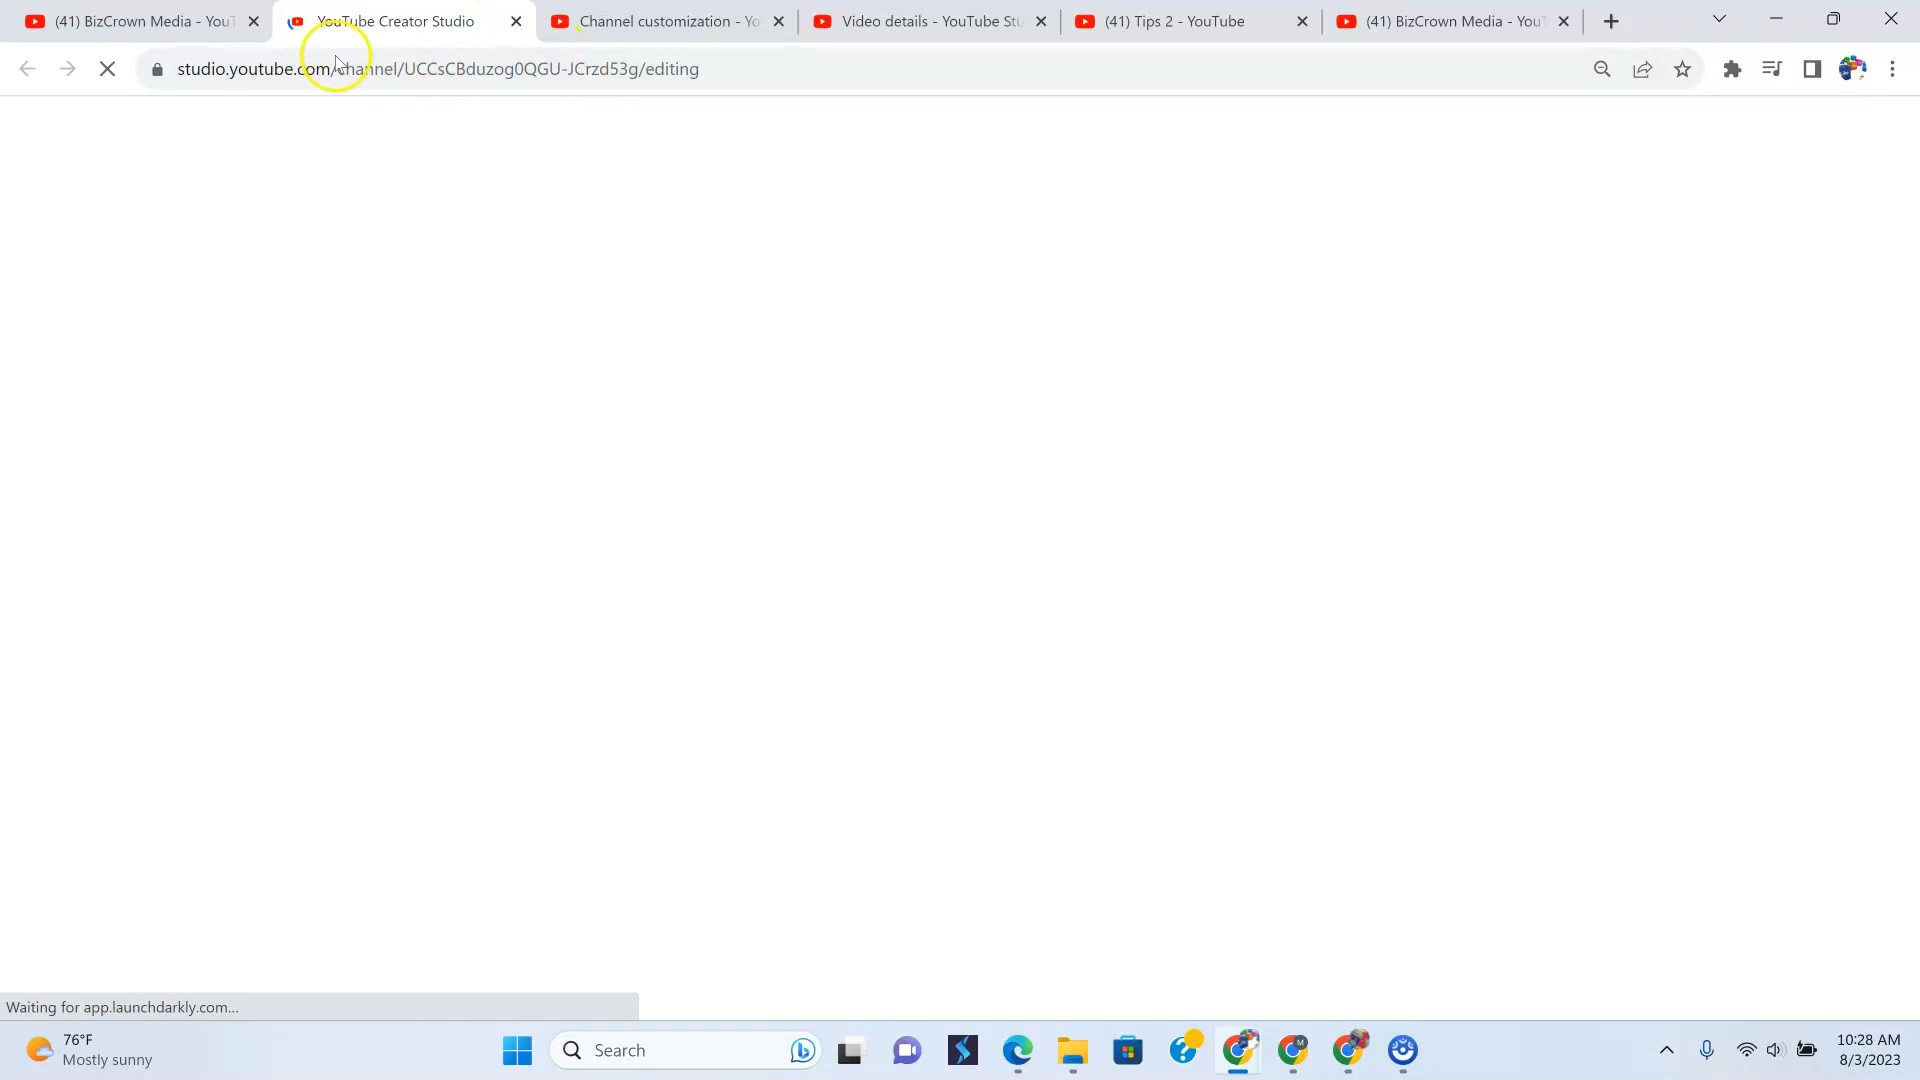 (41) BizCrown Media - YouT
YouTube Creator Studio
Channel customization - Yo
Video details - YouTube Stu
(41) Tips 2 - YouTube
(41) BizCrown Media - YouT
studio.youtube.com/channel/UCCsCBduzog0QGU-JCrzd53g/editing
Waiting for app.launchdarkly.com...
76°F
Mostly sunny
Search
M
10:28 AM
8/3/2023